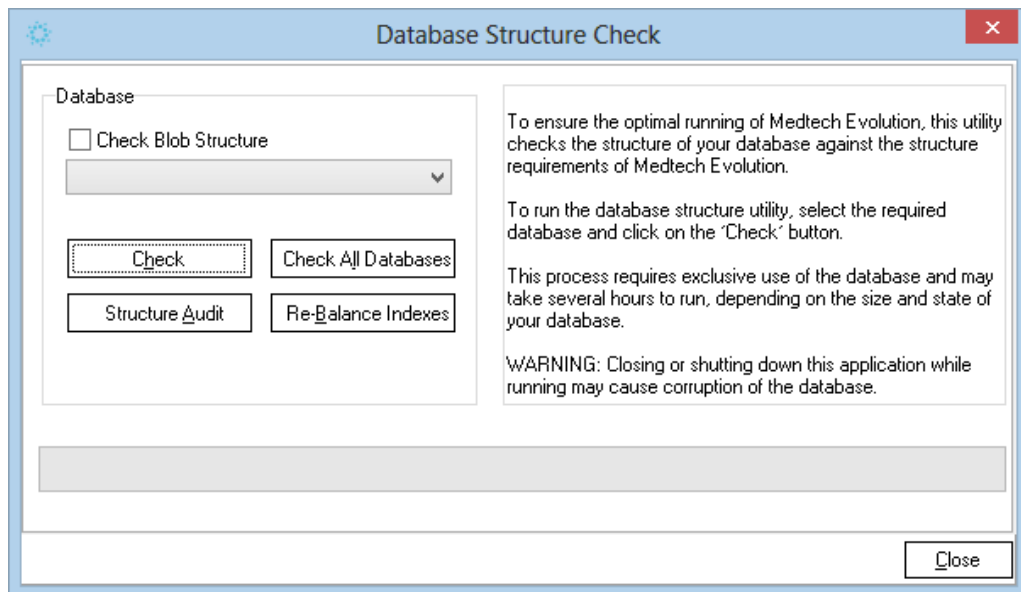 Database Structure Check
Database
Check Blob Structure
Check
Check All Databases
Structure Audit
Re-Balance Indexes
To ensure the optimal running of Medtech Evolution, this utility
checks the structure of your database against the structure
requirements of Medtech Evolution.
To run the database structure utility, select the required
database and click on the ‘Check’ button.
This process requires exclusive use of the database and may
take several hours to run, depending on the size and state of
your database.
WARNING: Closing or shutting down this application while
running may cause corruption of the database.
Close